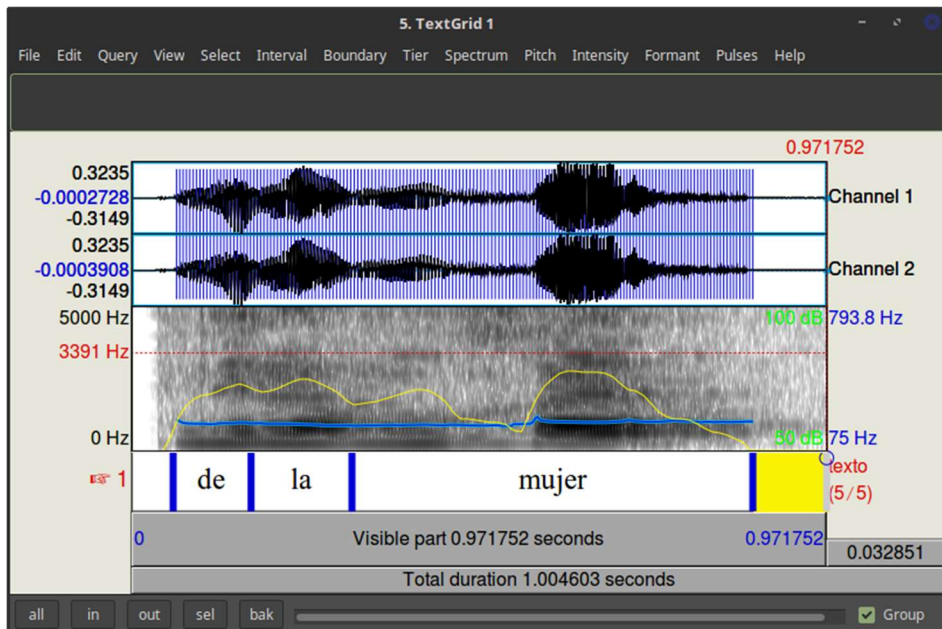 5. TextGrid 1
File Edit Query View Select Interval Boundary Tier Spectrum Pitch Intensity Formant Pulses Help
0.971752
0.3235
-0.0002728
-0.3149
Channel 1
0.3235
-0.0003908
-0.3149
Channel 2
5000 Hz
3391 Hz
0 Hz
100 dB
793.8 Hz
50 dB
75 Hz
☞ 1
de la mujer
texto
(5/5)
0 Visible part 0.971752 seconds 0.971752
0.032851
Total duration 1.004603 seconds
all in out sel bak Group